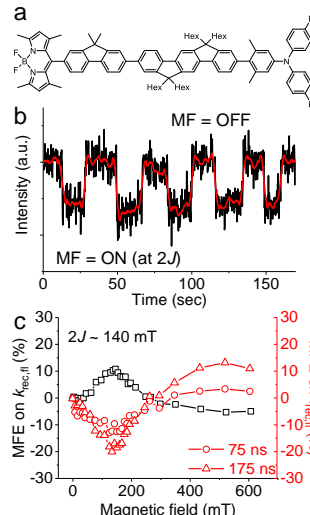 a
F
F
B
N
N
Hex
Hex
Hex
Hex
N
b
MF = OFF
MF = ON (at 2J)
Intensity (a.u.)
0
50
100
150
Time (sec)
c
2J ~ 140 mT
MFE on k_rec,fl (%)
30
20
10
0
-10
-20
-30
30
20
10
0
-10
-20
-30
75 ns
175 ns
0
200
400
600
800
Magnetic field (mT)